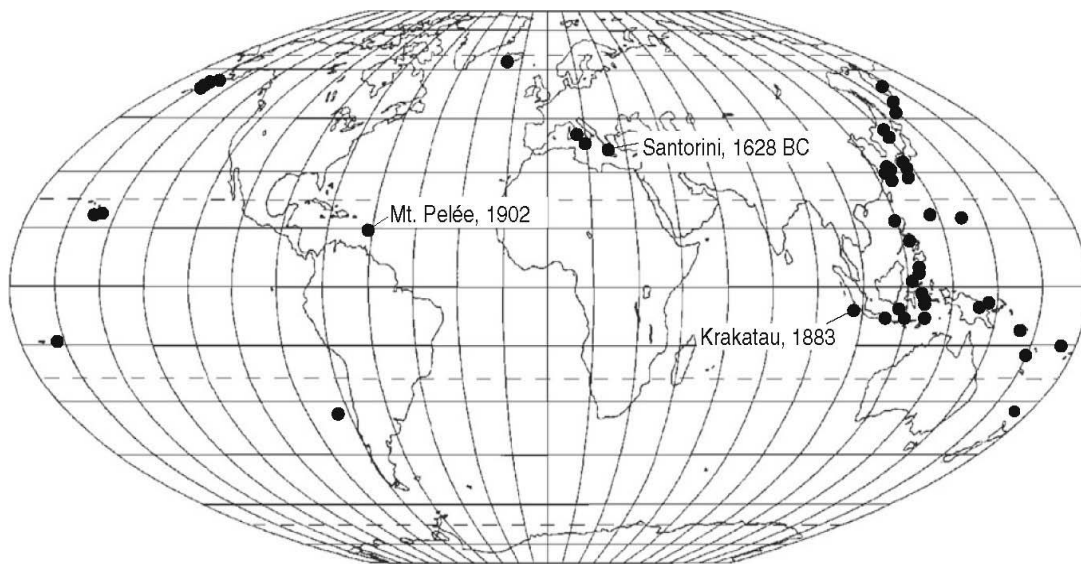 Santorini, 1628 BC
Mt. Pelée, 1902
Krakatau, 1883